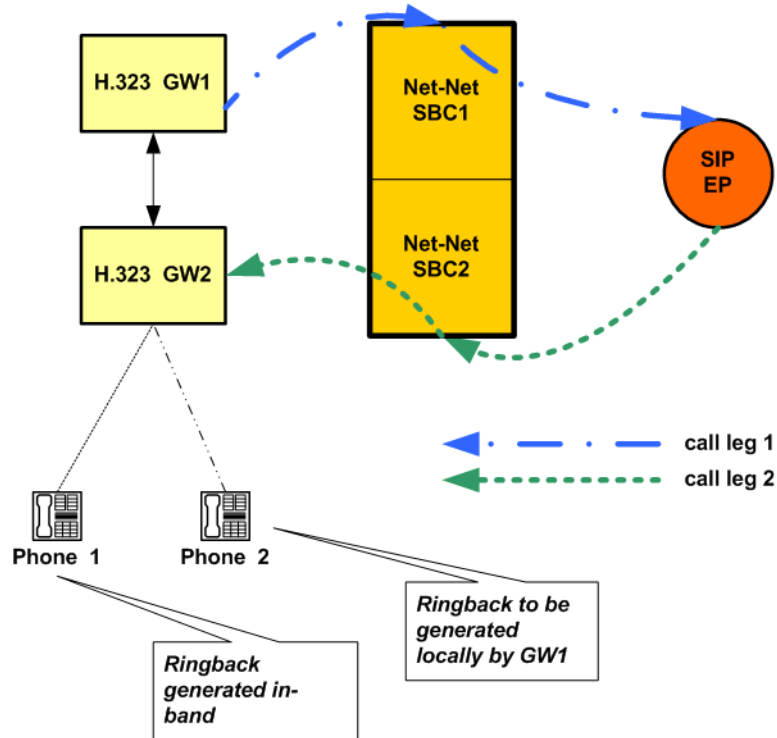 H.323 GW1
Net-Net
SBC1
SIP
EP
H.323 GW2
Net-Net
SBC2
call leg 1
call leg 2
Phone 1
Phone 2
Ringback to be
generated
locally by GW1
Ringback
generated in-
band